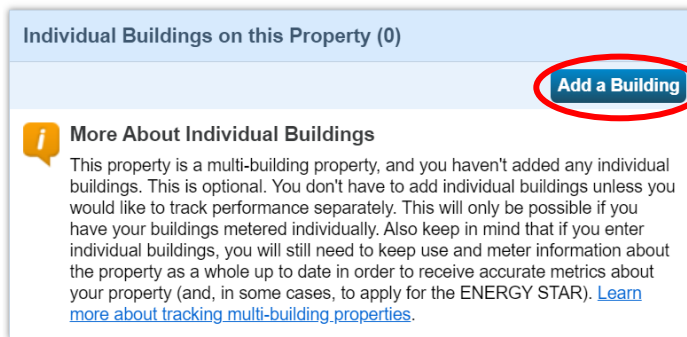 Individual Buildings on this Property (0)
Add a Building
i
More About Individual Buildings
This property is a multi-building property, and you haven't added any individual
buildings. This is optional. You don't have to add individual buildings unless you
would like to track performance separately. This will only be possible if you
have your buildings metered individually. Also keep in mind that if you enter
individual buildings, you will still need to keep use and meter information about
the property as a whole up to date in order to receive accurate metrics about
your property (and, in some cases, to apply for the ENERGY STAR). Learn
more about tracking multi-building properties.